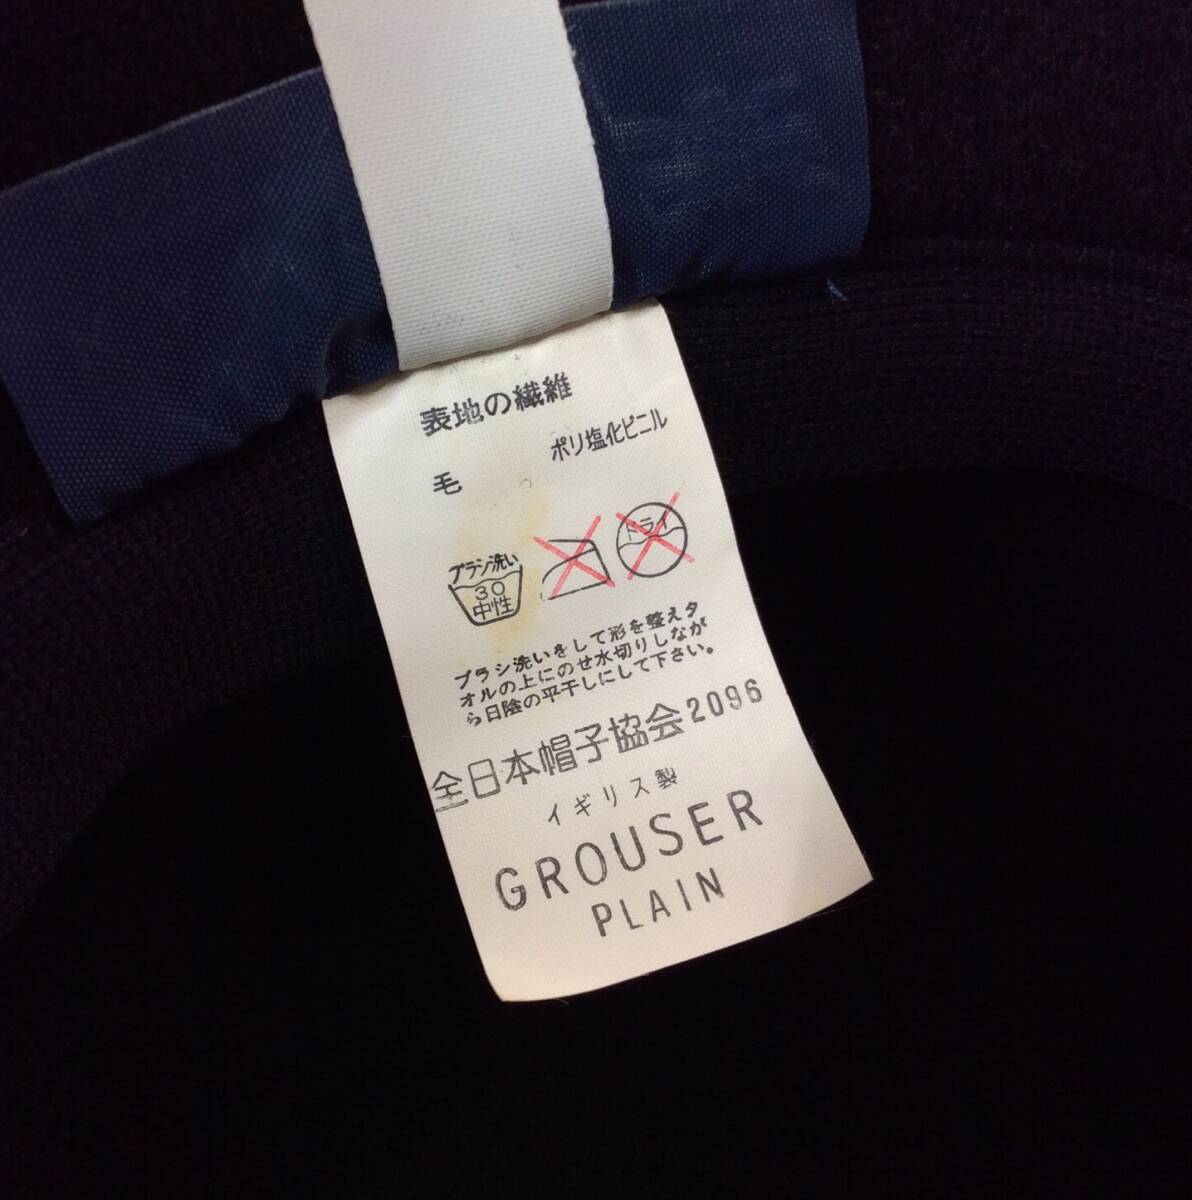 表地の繊維
毛 ポリ塩化ビニル
ブラシ洗い
30
中性
ドライ
ブラシ洗いをして形を整えタ
オルの上にのせ水切りしなが
ら日陰の平干しにして下さい。
全日本帽子協会2096
イギリス製
GROUSER
PLAIN